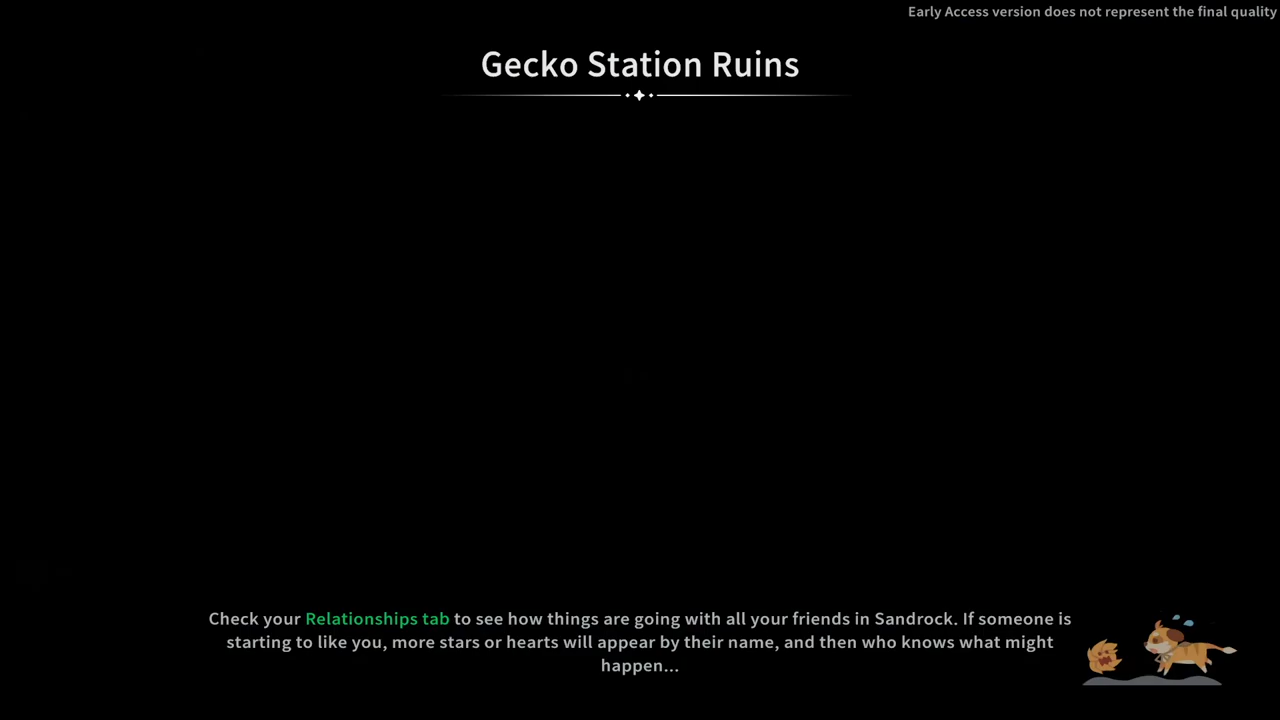 Early Access version does not represent the final quality
Gecko Station Ruins
Check your Relationships tab to see how things are going with all your friends in Sandrock. If someone is
starting to like you, more stars or hearts will appear by their name, and then who knows what might
happen...